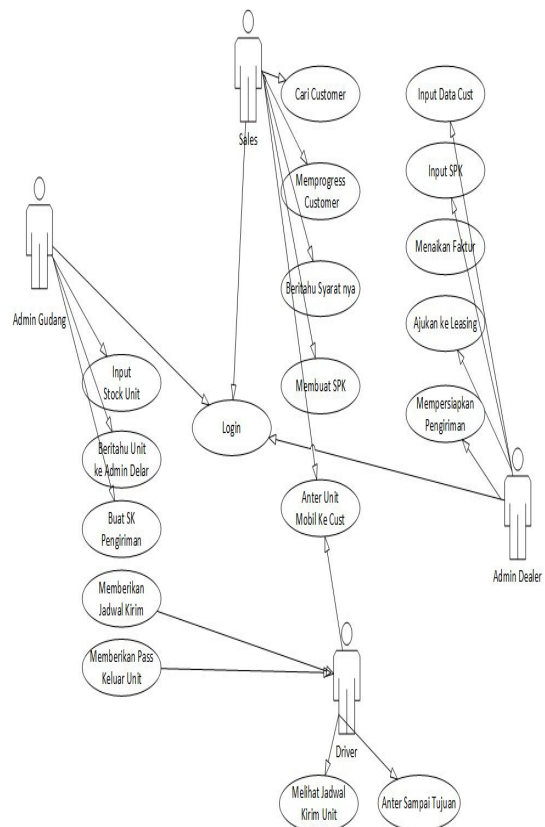 Sales
Cari Customer
Input Data Cust
Memprogress
Customer
Input SPK
Admin Gudang
Beritahu Syarat nya
Menaikan Faktur
Input
Stock Unit
Membuat SPK
Ajukan ke Leasing
Login
Mempersiapkan
Pengiriman
Beritahu Unit
ke Admin Delar
Buat SK
Pengiriman
Anter Unit
Mobil Ke Cust
Admin Dealer
Memberikan
Jadwal Kirim
Memberikan Pass
Keluar Unit
Driver
Melihat Jadwal
Kirim Unit
Anter Sampai Tujuan